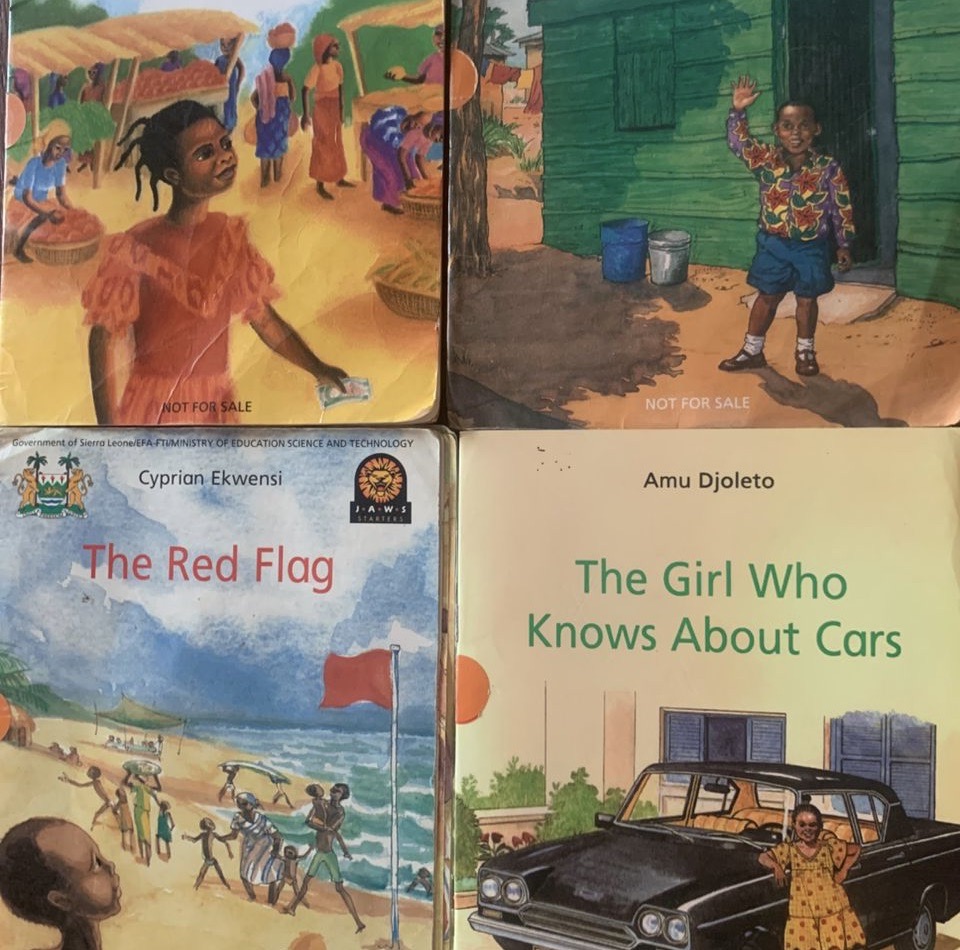 NOT FOR SALE
NOT FOR SALE
Government of Sierra Leone/EFA-FTI/MINISTRY OF EDUCATION SCIENCE AND TECHNOLOGY
Cyprian Ekwensi
J·A·W·S
STARTERS
The Red Flag
Amu Djoleto
The Girl Who
Knows About Cars